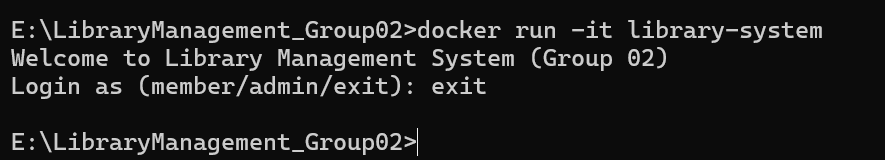 E:\LibraryManagement_Group02>docker run -it library-system
Welcome to Library Management System (Group 02)
Login as (member/admin/exit): exit
E:\LibraryManagement_Group02>